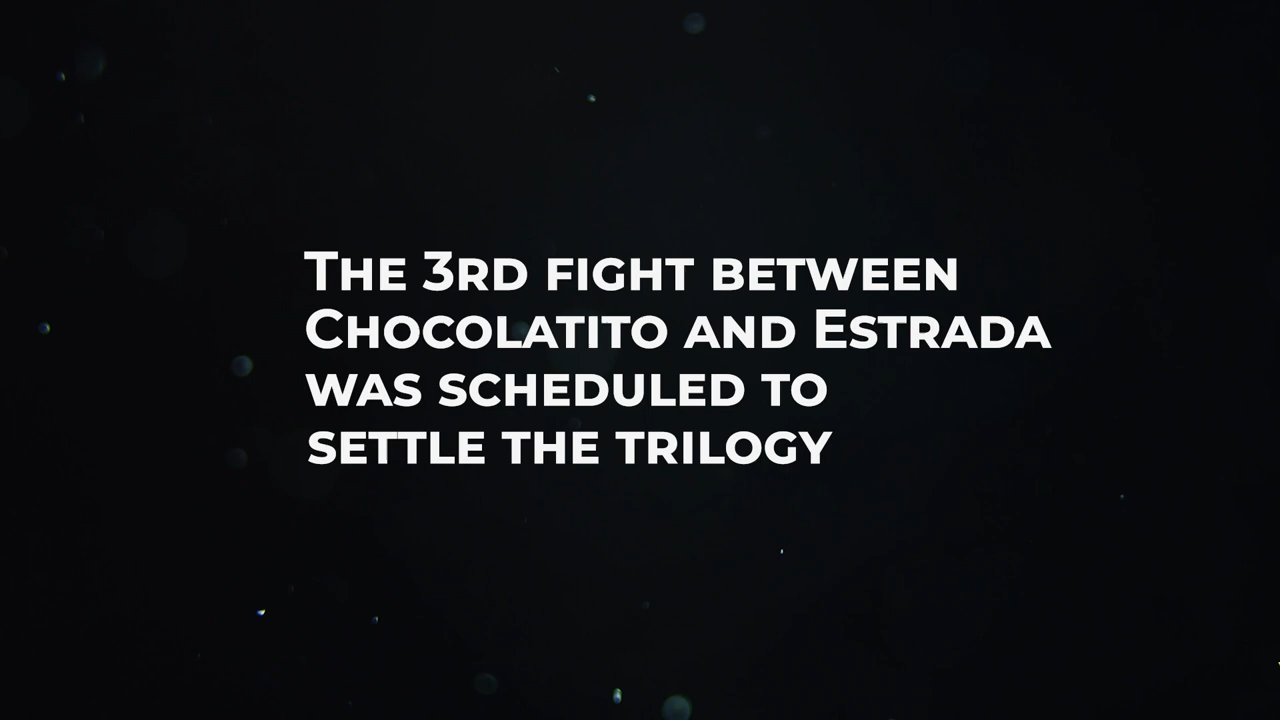 The 3rd fight between
Chocolatito and Estrada
was scheduled to
settle the trilogy